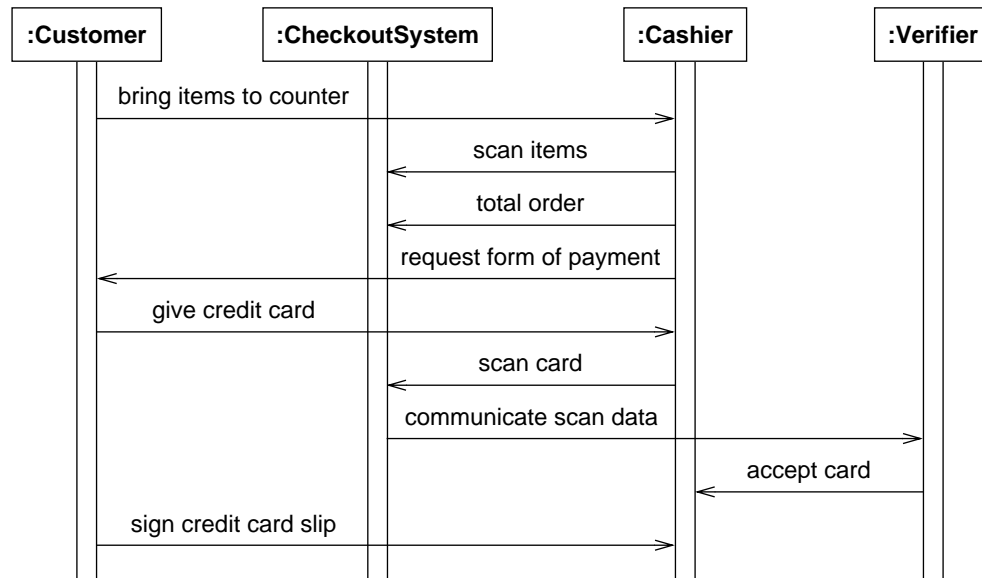 :Customer
:CheckoutSystem
:Cashier
:Verifier
bring items to counter
scan items
total order
request form of payment
give credit card
scan card
communicate scan data
accept card
sign credit card slip